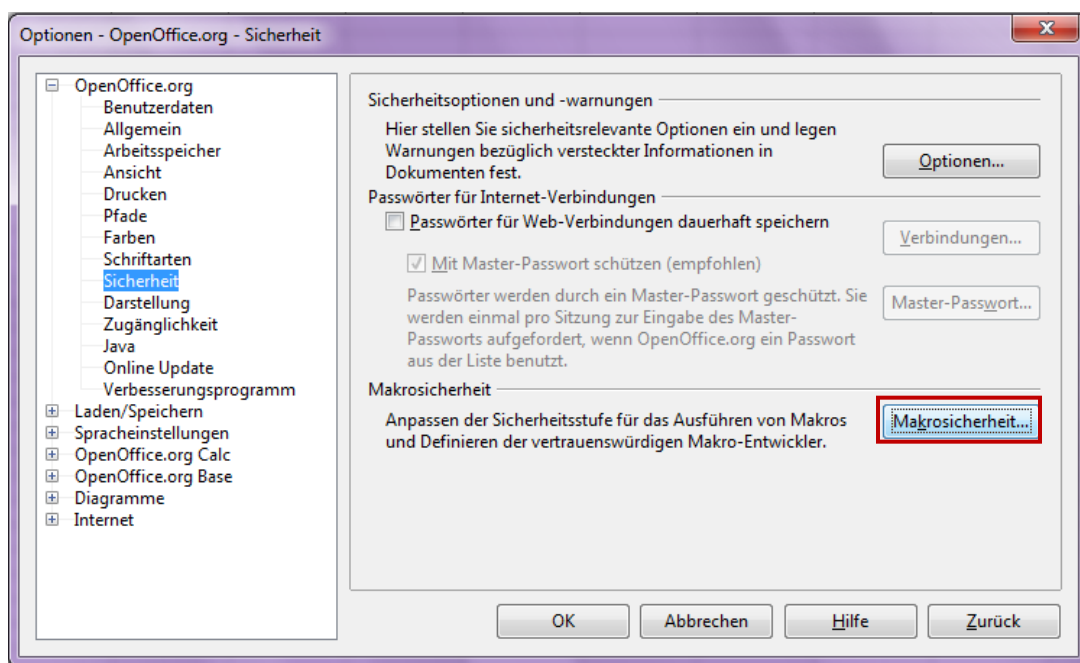 Optionen - OpenOffice.org - Sicherheit
OpenOffice.org
Benutzerdaten
Allgemein
Arbeitsspeicher
Ansicht
Drucken
Pfade
Farben
Schriftarten
Sicherheit
Darstellung
Zugänglichkeit
Java
Online Update
Verbesserungsprogramm
Laden/Speichern
Spracheinstellungen
OpenOffice.org Calc
OpenOffice.org Base
Diagramme
Internet
Sicherheitsoptionen und -warnungen
Hier stellen Sie sicherheitsrelevante Optionen ein und legen
Warnungen bezüglich versteckter Informationen in
Dokumenten fest.
Optionen...
Passwörter für Internet-Verbindungen
Passwörter für Web-Verbindungen dauerhaft speichern
Verbindungen...
Mit Master-Passwort schützen (empfohlen)
Passwörter werden durch ein Master-Passwort geschützt. Sie
werden einmal pro Sitzung zur Eingabe des Master-
Passworts aufgefordert, wenn OpenOffice.org ein Passwort
aus der Liste benutzt.
Master-Passwort...
Makrosicherheit
Anpassen der Sicherheitsstufe für das Ausführen von Makros
und Definieren der vertrauenswürdigen Makro-Entwickler.
Makrosicherheit...
OK
Abbrechen
Hilfe
Zurück